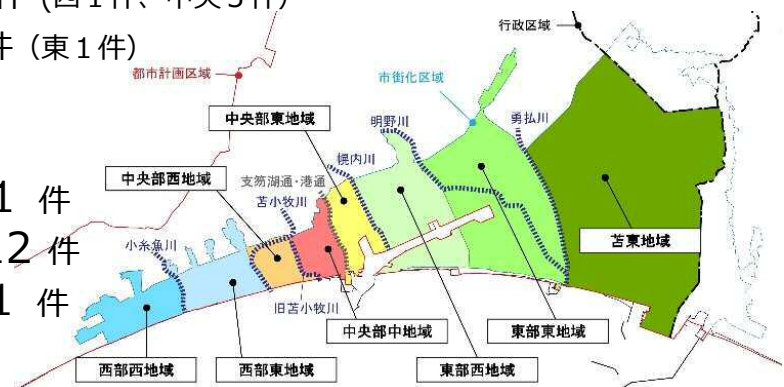 件（西１件、中央５件）
件（東１件）
行政区域
都市計画区域
市街化区域
中央部東地域
明野川
勇払川
幌内川
中央部西地域
支笏湖通・港通
苫小牧川
1 件
12 件
1 件
小糸魚川
苫東地域
旧苫小牧川
中央部中地域
東部東地域
西部西地域
西部東地域
東部西地域